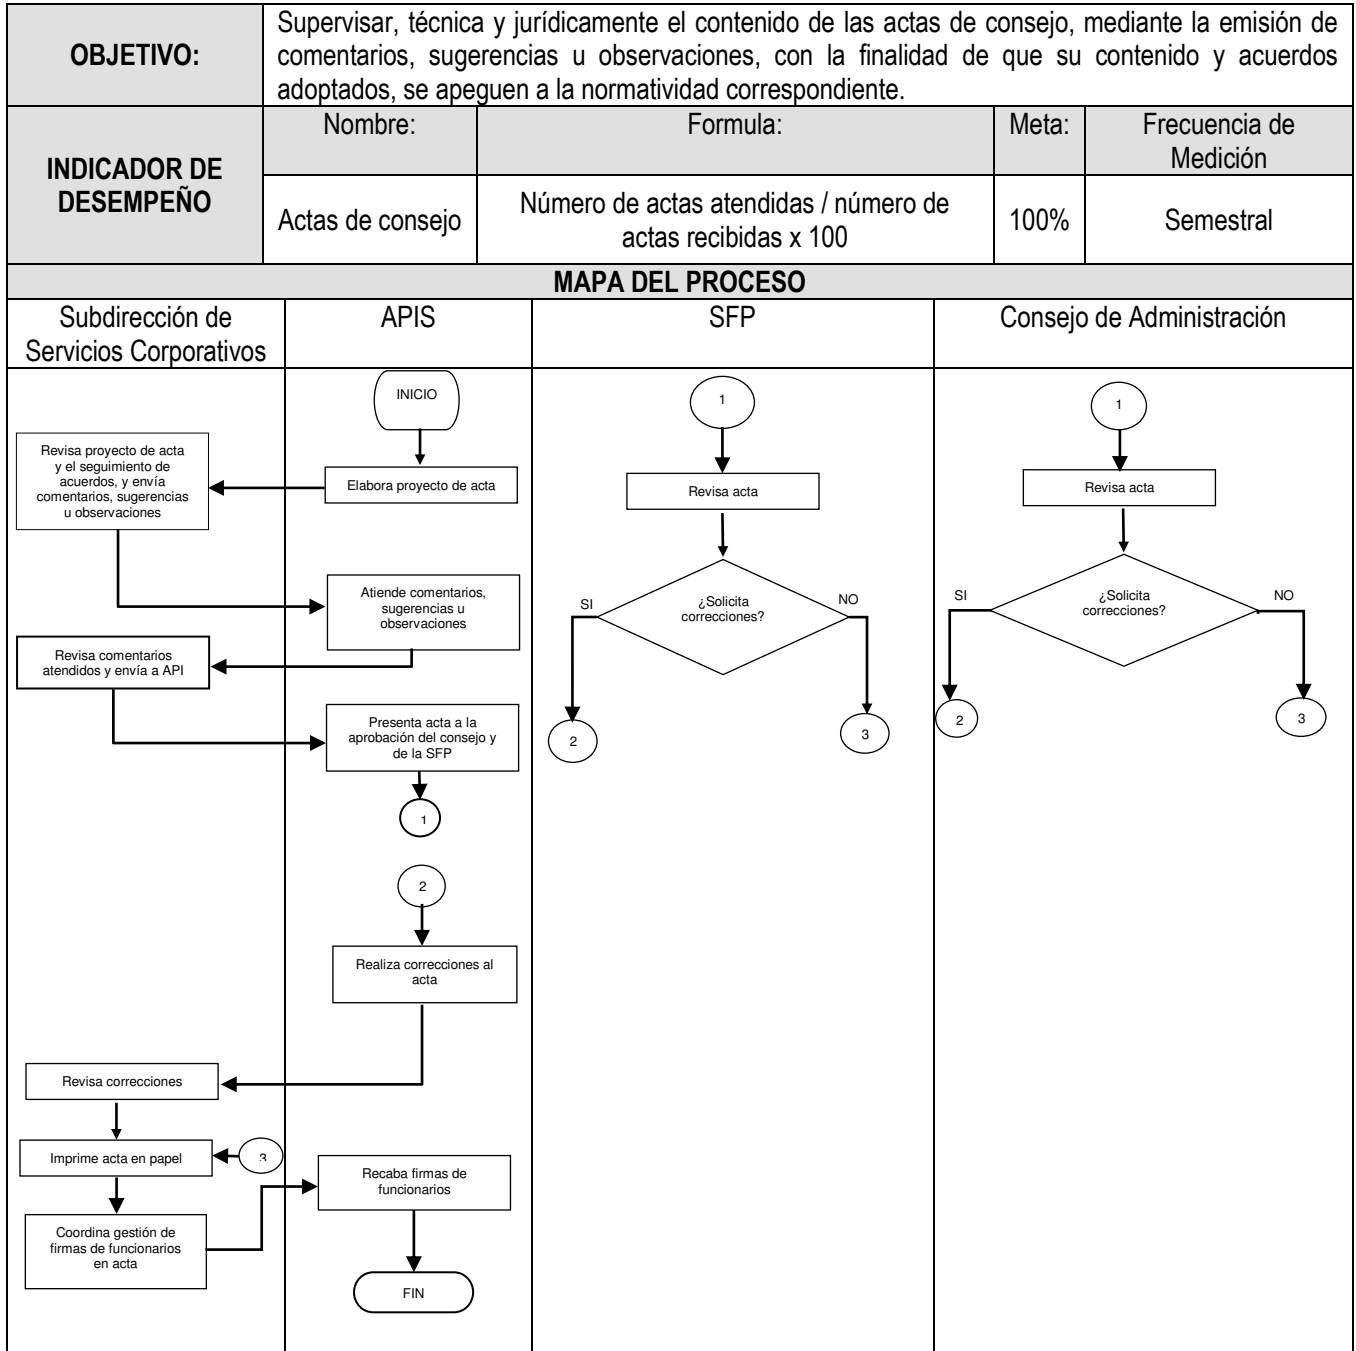 OBJETIVO:
Supervisar, técnica y jurídicamente el contenido de las actas de consejo, mediante la emisión de
comentarios, sugerencias u observaciones, con la finalidad de que su contenido y acuerdos
adoptados, se apeguen a la normatividad correspondiente.
INDICADOR DE
DESEMPEÑO
Nombre:
Formula:
Meta:
Frecuencia de
Medición
Actas de consejo
Número de actas atendidas / número de
actas recibidas x 100
100%
Semestral
MAPA DEL PROCESO
Subdirección de
Servicios Corporativos
APIS
SFP
Consejo de Administración
INICIO
Elabora proyecto de acta
Revisa proyecto de acta
y el seguimiento de
acuerdos, y envía
comentarios, sugerencias
u observaciones
Atiende comentarios,
sugerencias u
observaciones
Revisa comentarios
atendidos y envía a API
Presenta acta a la
aprobación del consejo y
de la SFP
1
2
Realiza correcciones al
acta
Revisa correcciones
Imprime acta en papel
3
Coordina gestión de
firmas de funcionarios
en acta
Recaba firmas de
funcionarios
FIN
1
Revisa acta
¿Solicita
correcciones?
SI
NO
2
3
1
Revisa acta
¿Solicita
correcciones?
SI
NO
2
3